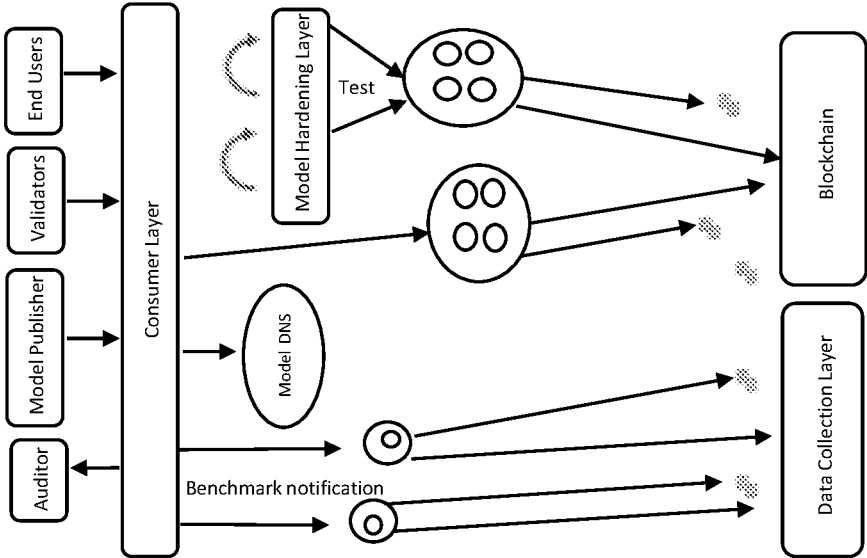 End Users
Validators
Model Publisher
Auditor
Consumer Layer
Model Hardening Layer
Test
Model DNS
Benchmark notification
Blockchain
Data Collection Layer